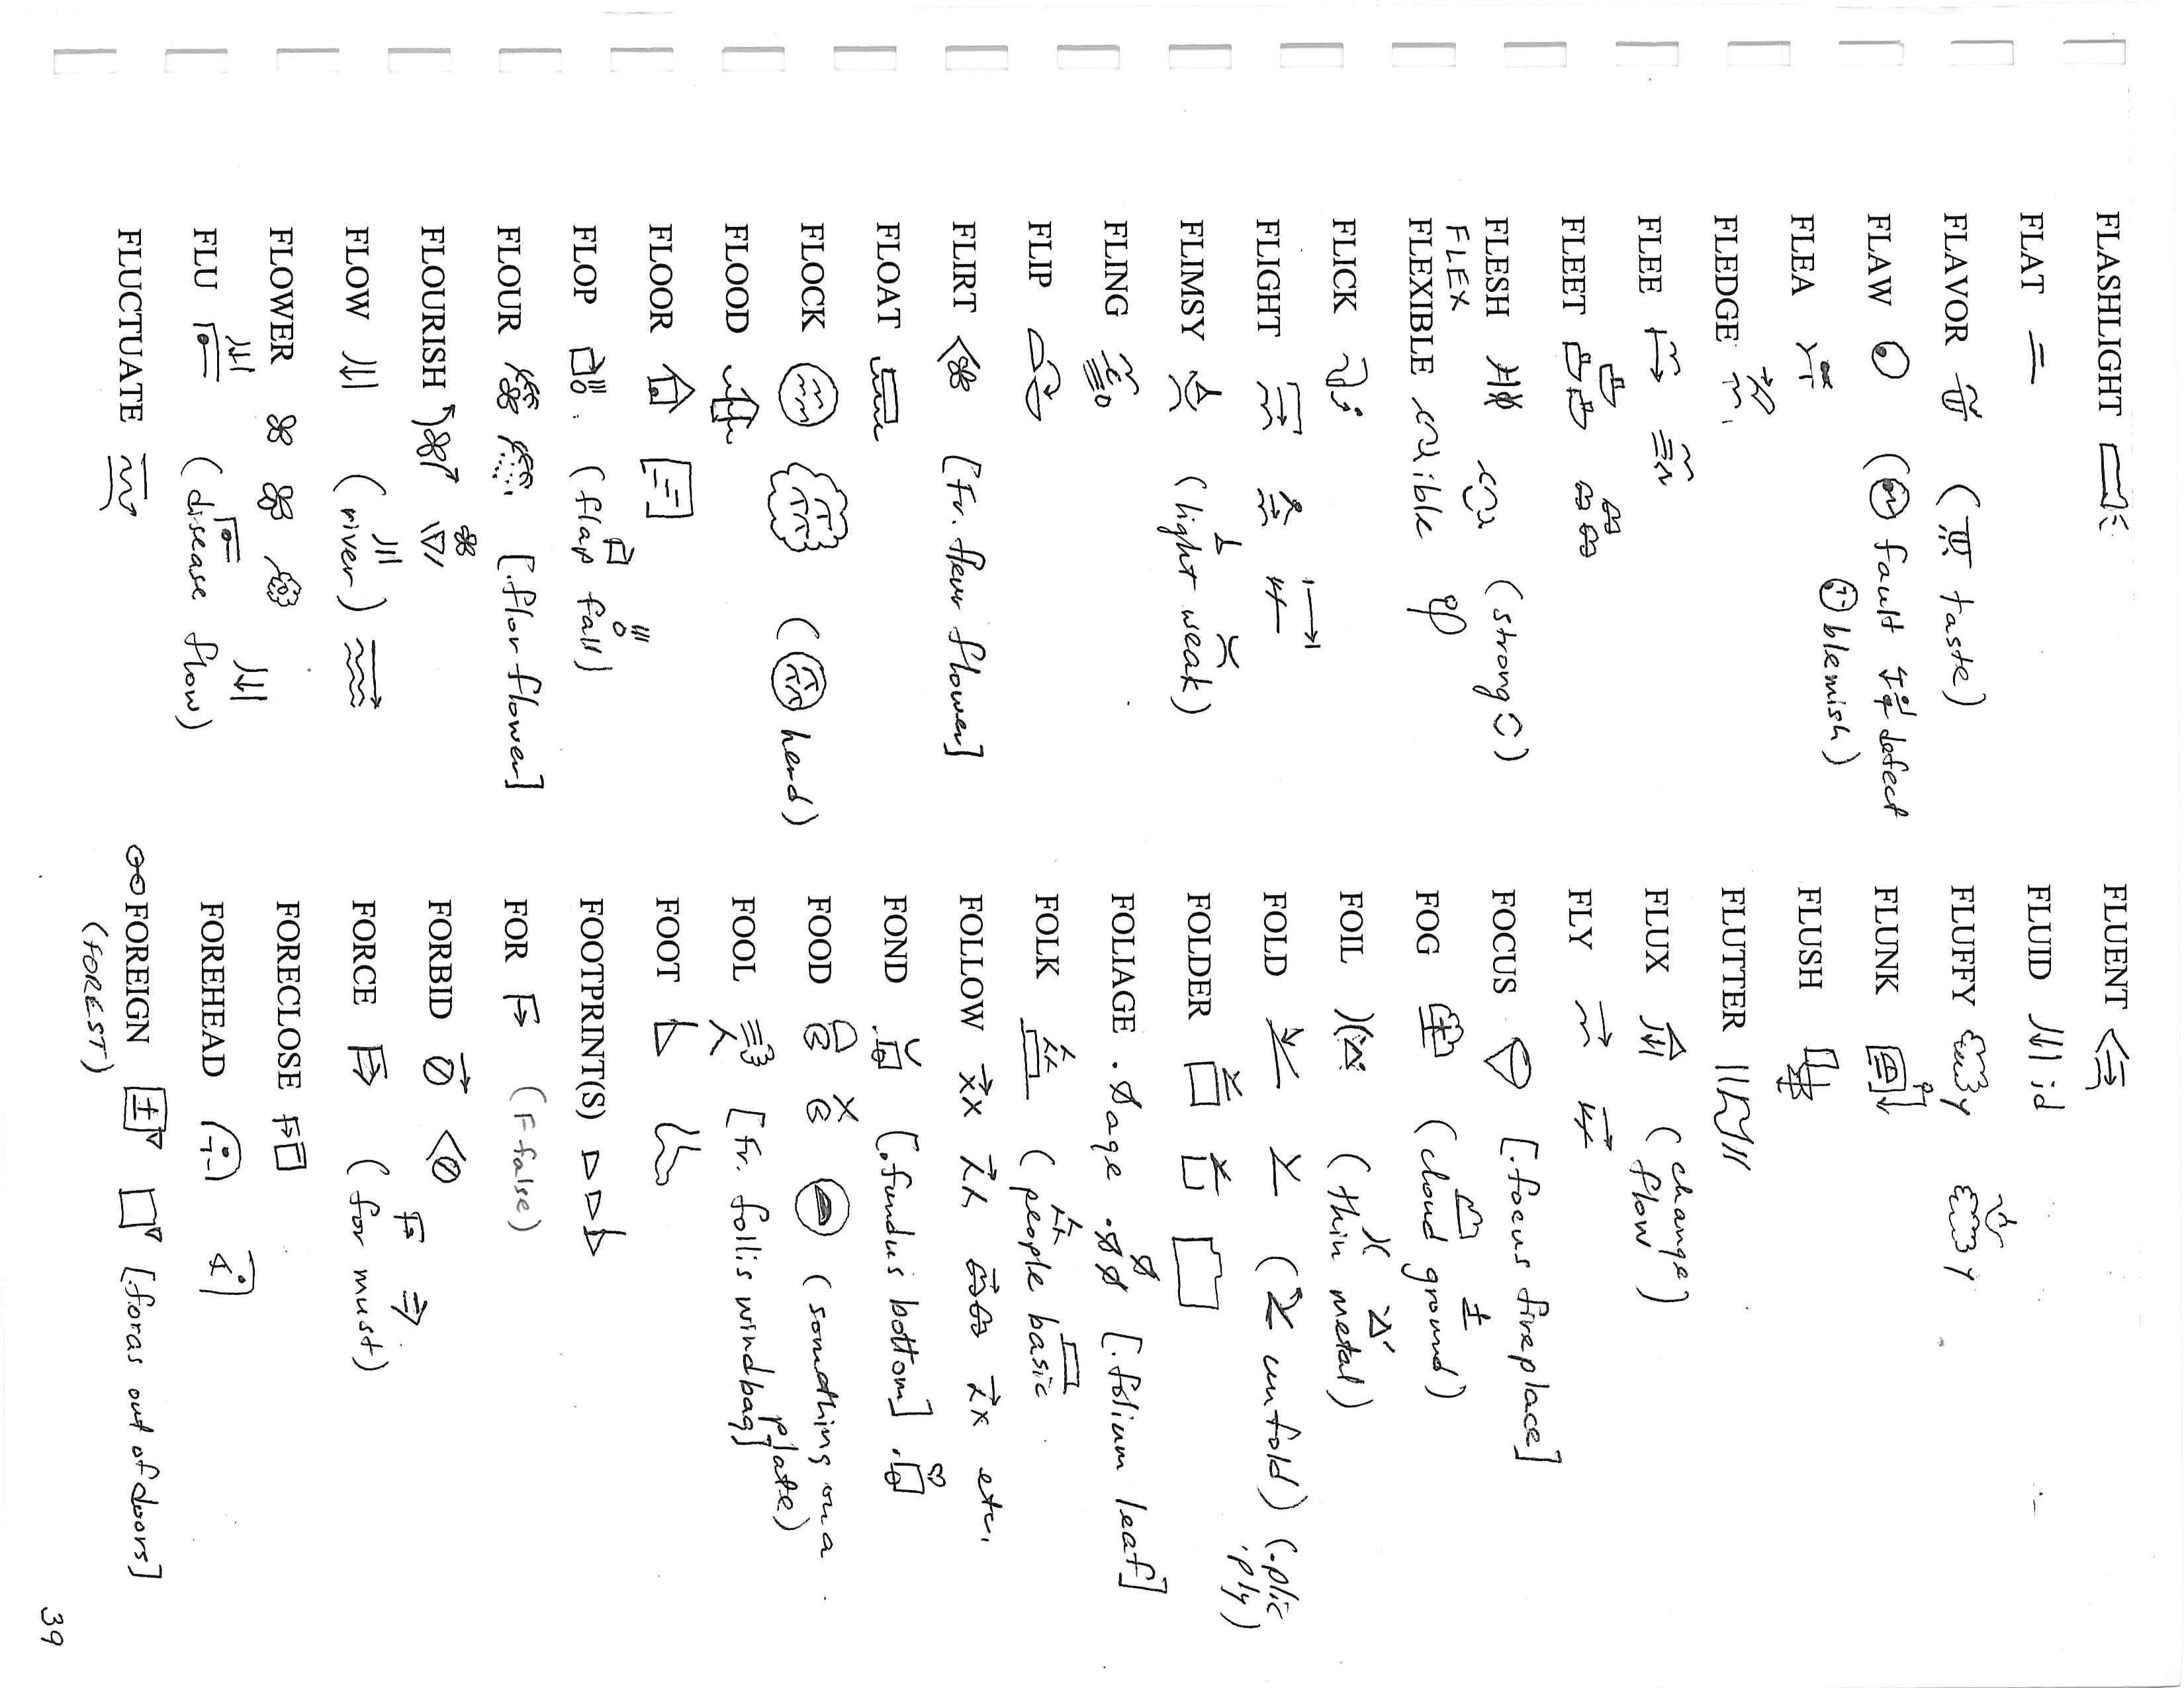 FLASHLIGHT
FLAT
FLAVOR ( taste)
FLAW ( fault defect
blemish)
FLEA
FLEDGE
FLEE
FLEET
FLESH (strong )
FLEX
FLEXIBLE ible
FLICK
FLIGHT
FLIMSY (light weak)
FLING
FLIP
FLIRT [Fr. fleur flower]
FLOAT
FLOCK ( herd)
FLOOD
FLOOR
FLOP (flap fall)
FLOUR [.flor flower]
FLOURISH
FLOW (river)
FLOWER
FLU (disease flow)
FLUCTUATE
FLUENT
FLUID id
FLUFFY y y
FLUNK
FLUSH
FLUTTER
FLUX (change
flow)
FLY
FOCUS [.focus fireplace]
FOG (cloud ground)
FOIL (thin metal)
FOLD ( unfold) (.plic
.ply)
FOLDER
FOLIAGE age [.folium leaf]
FOLK (people basic
FOLLOW etc.
FOND [.fundus bottom]
FOOD (something on a
plate)
FOOL [Fr. follis windbag]
FOOT
FOOTPRINT(S)
FOR (F false)
FORBID
FORCE (for must)
FORECLOSE
FOREHEAD
FOREIGN [foras out of doors]
(FOREST)
39